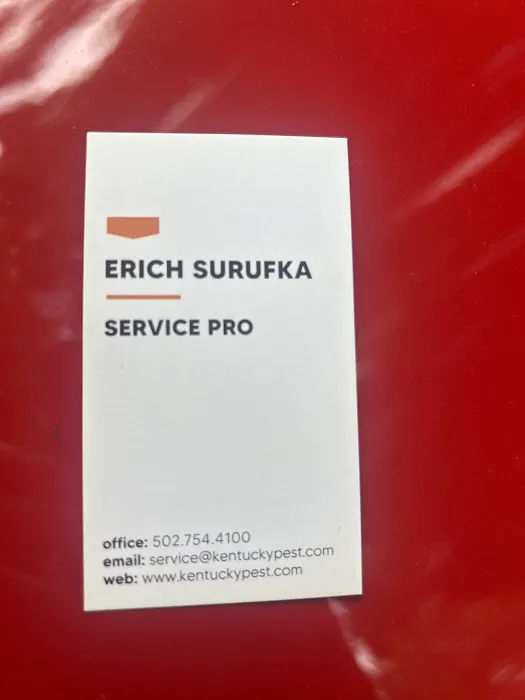 ERICH SURUFKA
SERVICE PRO
office: 502.754.4100
email: service@kentuckypest.com
web: www.kentuckypest.com